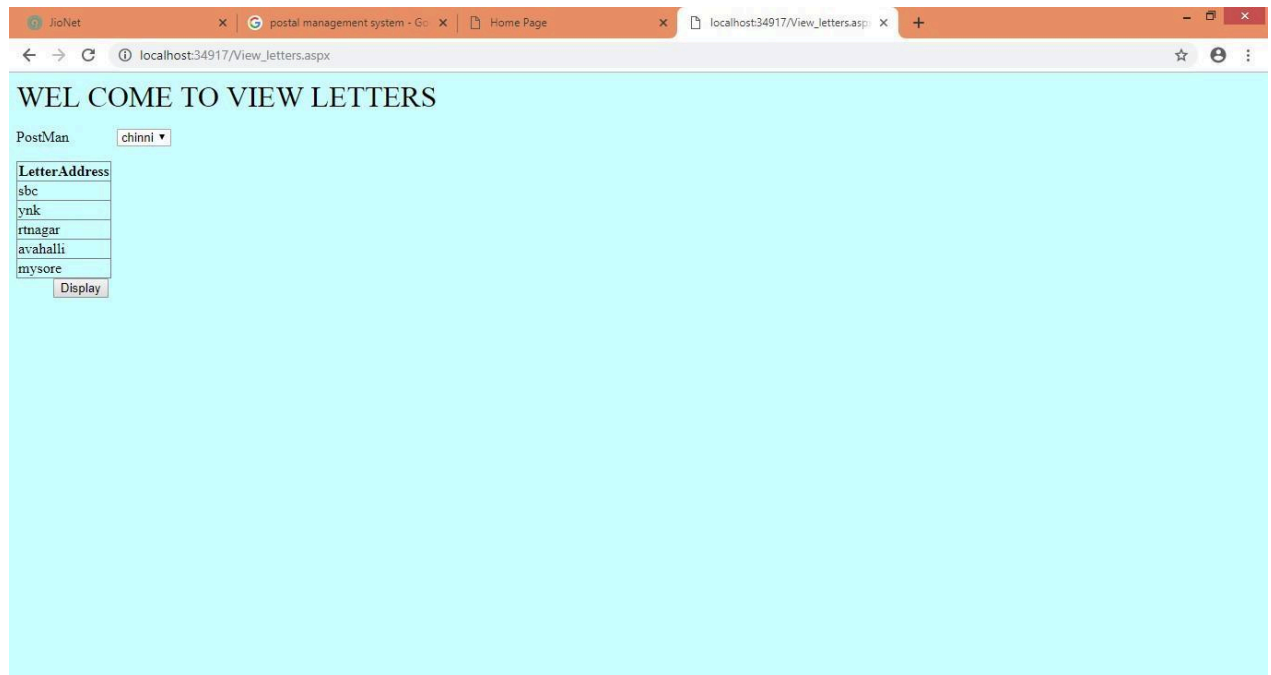 JioNet
postal management system - Go
Home Page
localhost:34917/View_letters.asp
localhost:34917/View_letters.aspx
WEL COME TO VIEW LETTERS
PostMan chinni
LetterAddress
sbc
ynk
rtnagar
avahalli
mysore
Display